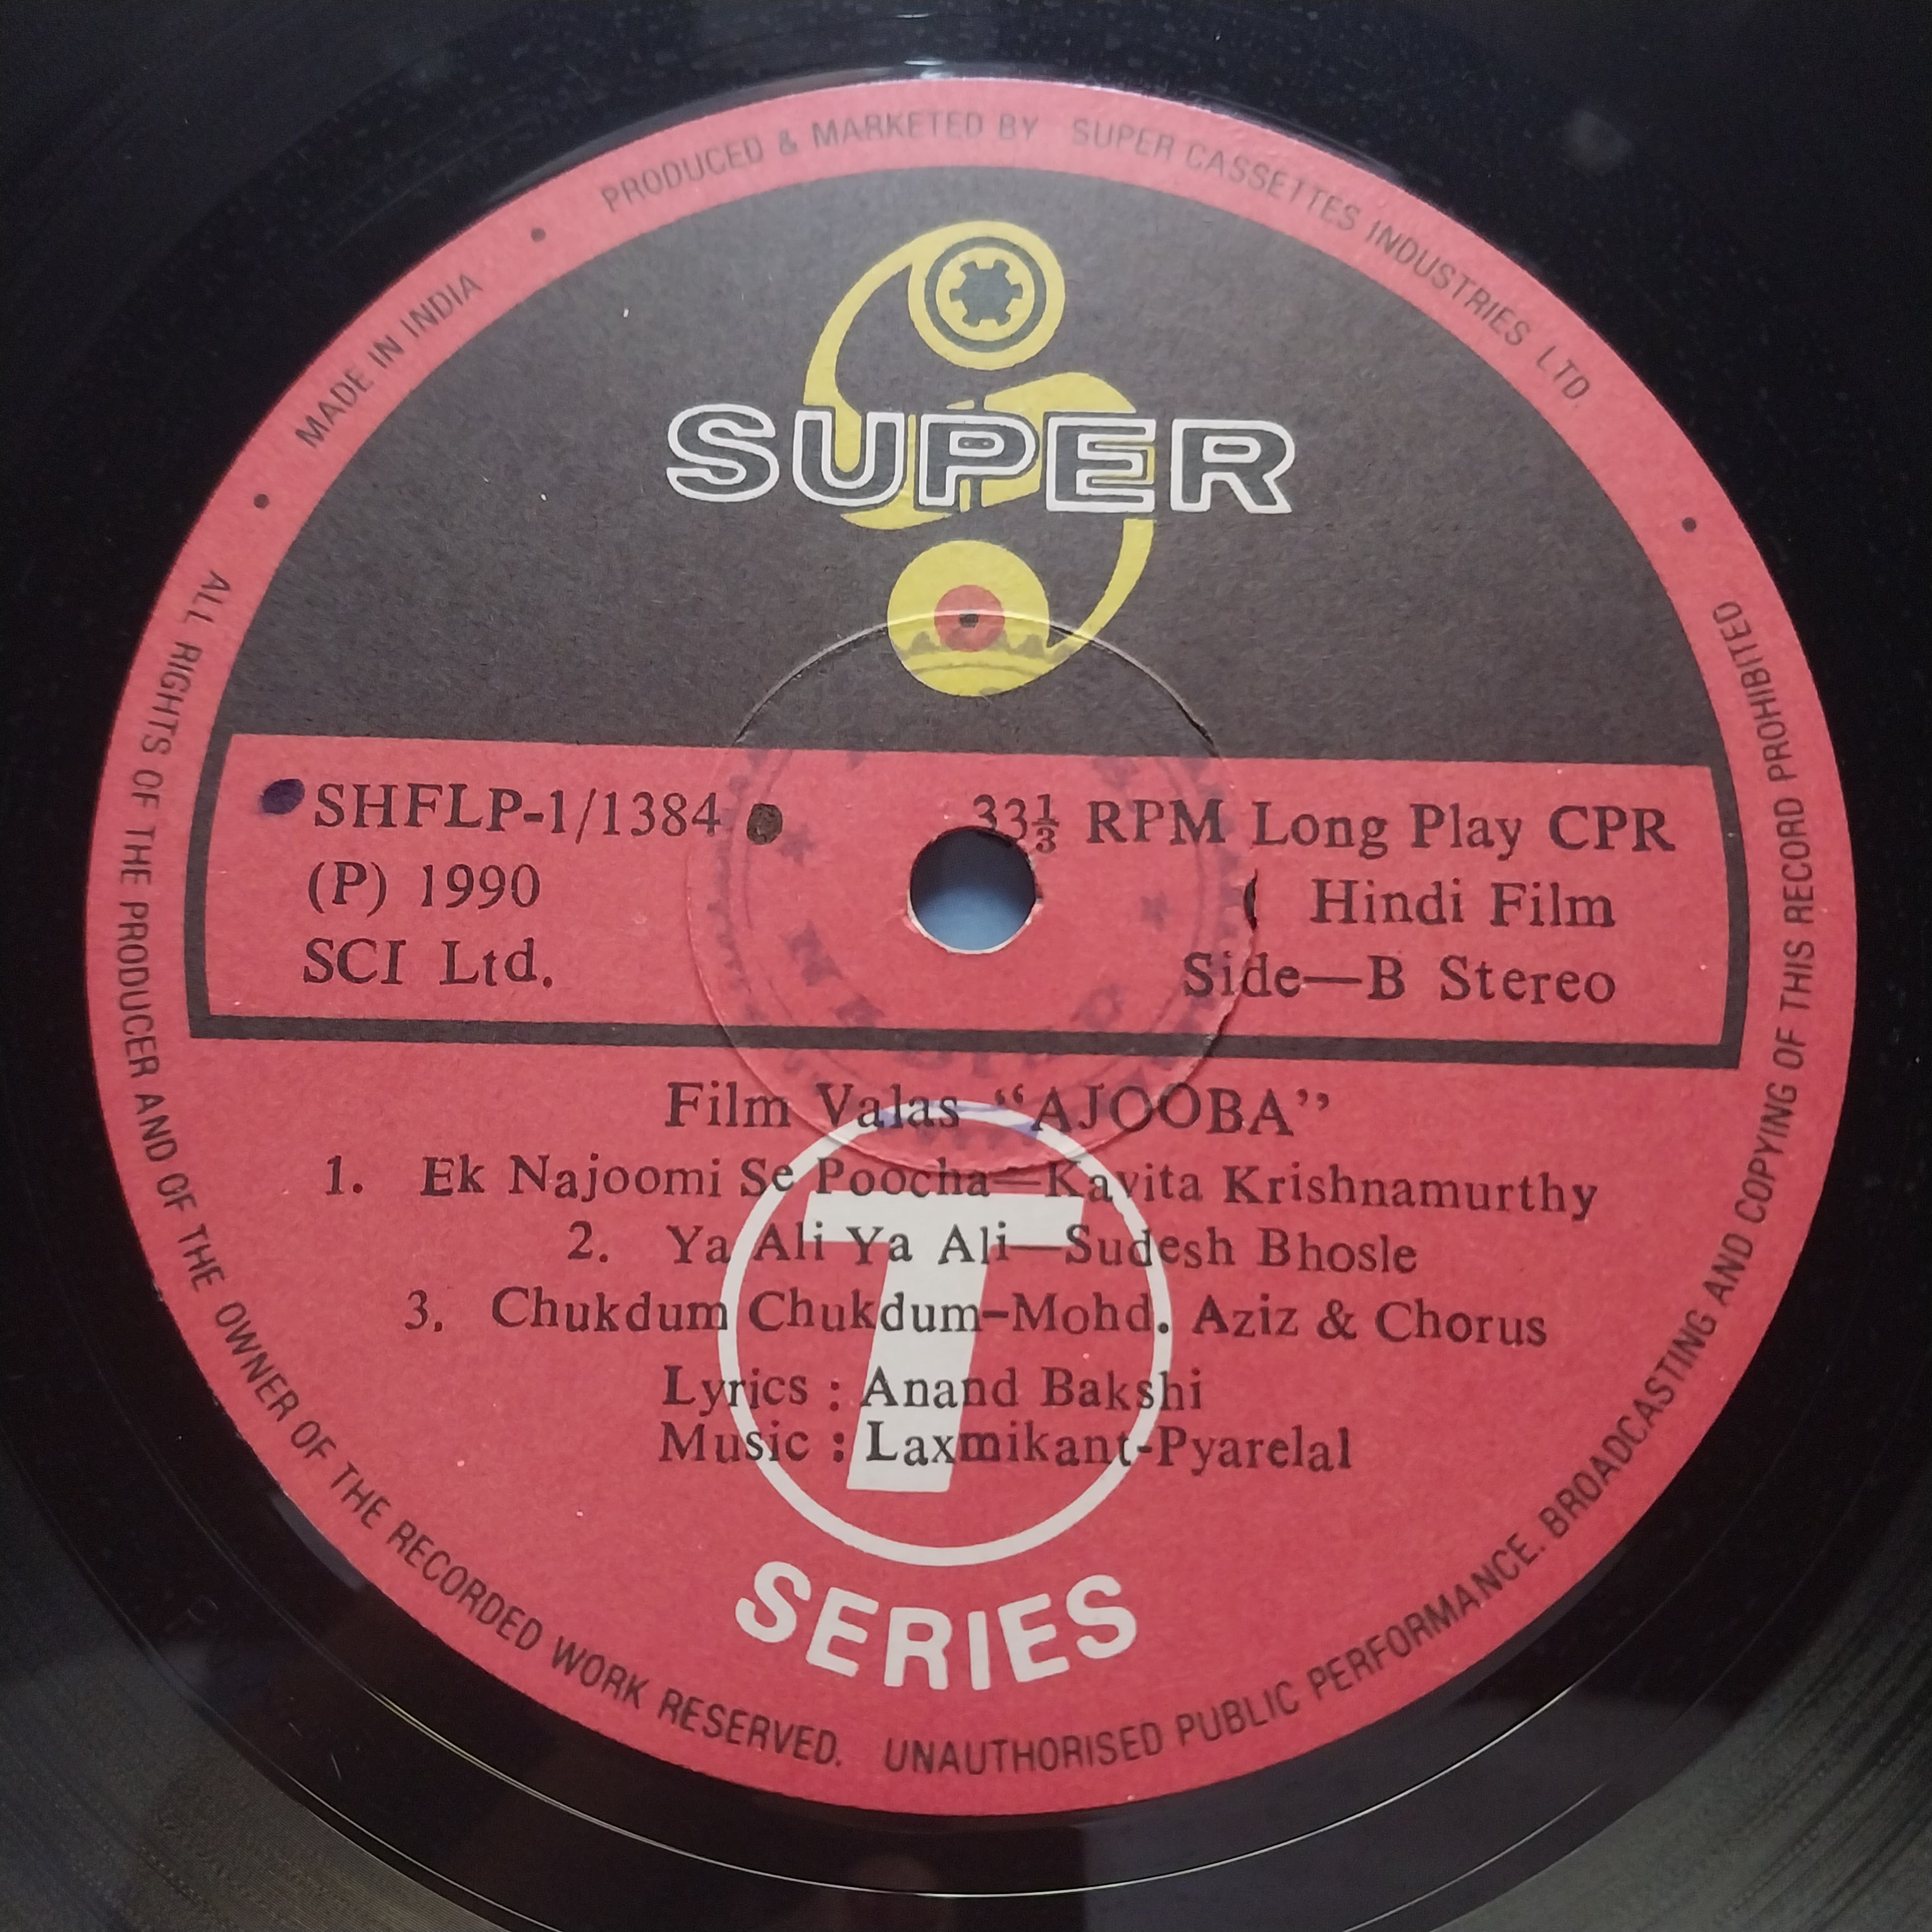 MADE IN INDIA • PRODUCED & MARKETED BY SUPER CASSETTES INDUSTRIES LTD.
SUPER
SHFLP-1/1384
(P) 1990
SCI Ltd.
33⅓ RPM Long Play CPR
( Hindi Film
Side—B Stereo
Film Valas “AJOOBA”
1. Ek Najoomi Se Poocha—Kavita Krishnamurthy
2. Ya Ali Ya Ali—Sudesh Bhosle
3. Chukdum Chukdum-Mohd. Aziz & Chorus
Lyrics : Anand Bakshi
Music : Laxmikant-Pyarelal
T
SERIES
ALL RIGHTS OF THE PRODUCER AND OF THE OWNER OF THE RECORDED WORK RESERVED. UNAUTHORISED PUBLIC PERFORMANCE. BROADCASTING AND COPYING OF THIS RECORD PROHIBITED